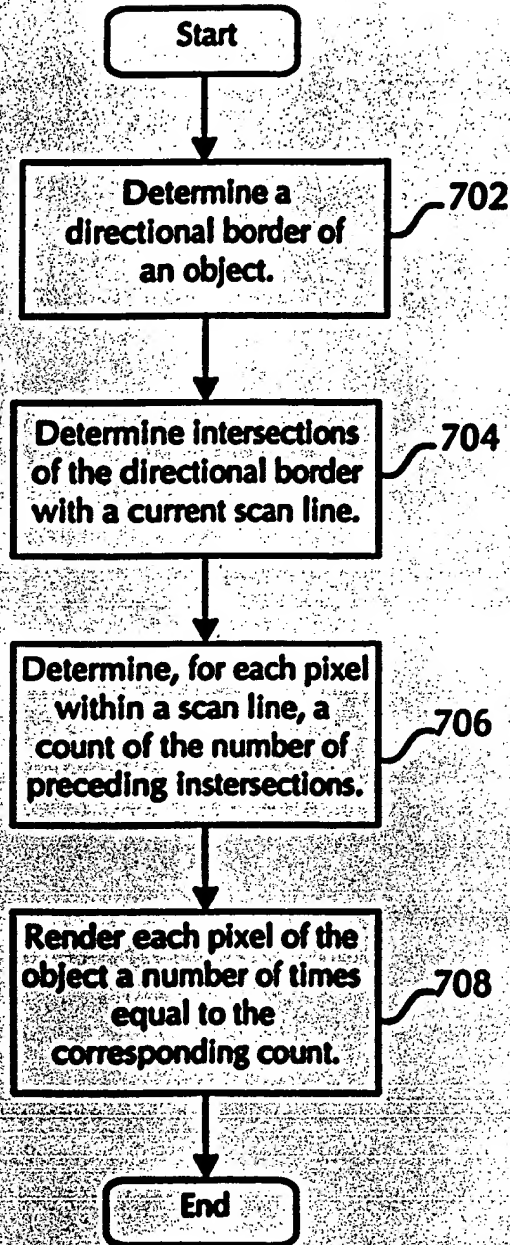 Start
Determine a
directional border of
an object.
702
Determine intersections
of the directional border
with a current scan line.
704
Determine, for each pixel
within a scan line, a
count of the number of
preceding instersections.
706
Render each pixel of the
object a number of times
equal to the
corresponding count.
708
End